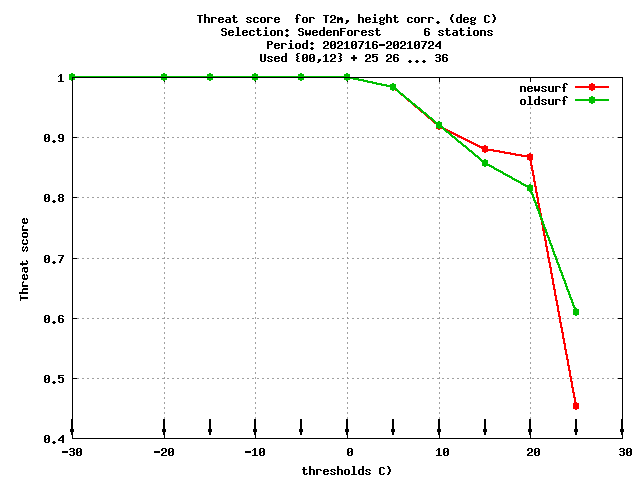 Threat score  for T2m, height corr. (deg C)
Selection: SwedenForest      6 stations
Period: 20210716-20210724
Used {00,12} + 25 26 ... 36
newsurf
oldsurf
1
0.9
0.8
0.7
0.6
0.5
0.4
Threat score
-30 -20 -10 0 10 20 30
thresholds C)